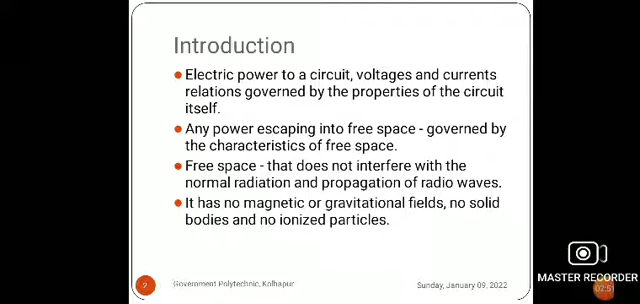 Introduction
Electric power to a circuit, voltages and currents
relations governed by the properties of the circuit
itself.
Any power escaping into free space - governed by
the characteristics of free space.
Free space - that does not interfere with the
normal radiation and propagation of radio waves.
It has no magnetic or gravitational fields, no solid
bodies and no ionized particles.
2
Government Polytechnic, Kolhapur
Sunday, January 09, 2022
MASTER RECORDER
02:51